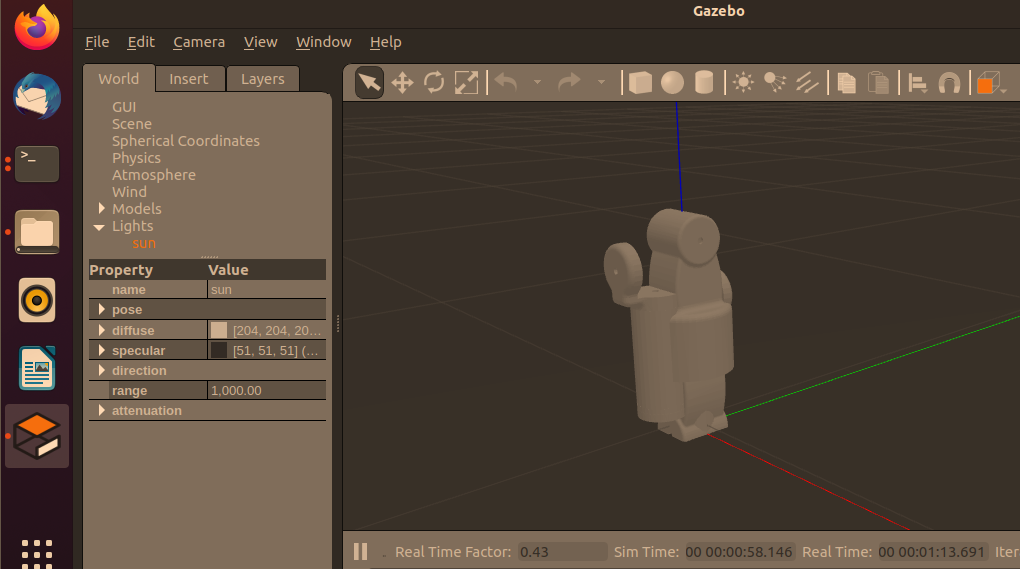 Gazebo
File Edit Camera View Window Help
World Insert Layers
GUI
Scene
Spherical Coordinates
Physics
Atmosphere
Wind
Models
Lights
sun
Property Value
name sun
pose
diffuse [204, 204, 20...
specular [51, 51, 51] (...
direction
range 1,000.00
attenuation
Real Time Factor: 0.43 Sim Time: 00 00:00:58.146 Real Time: 00 00:01:13.691 Iter